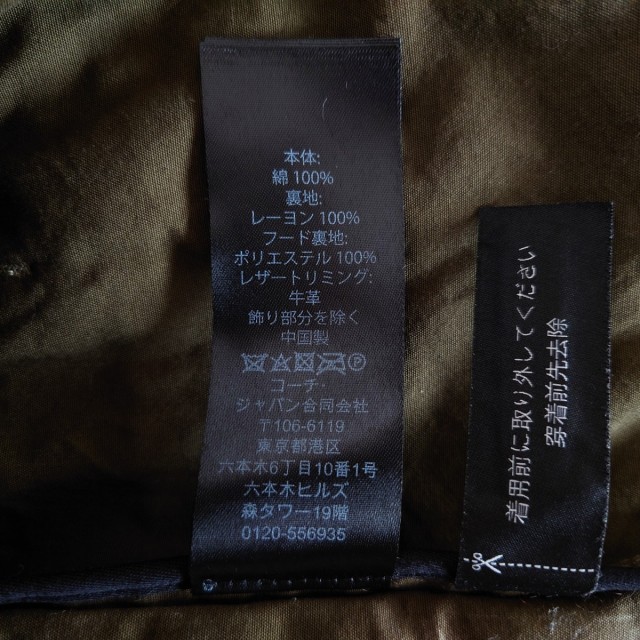 本体:
綿 100%
裏地:
レーヨン 100%
フード裏地:
ポリエステル 100%
レザートリミング:
牛革
飾り部分を除く
中国製
コーチ・
ジャパン合同会社
〒106-6119
東京都港区
六本木6丁目10番1号
六本木ヒルズ
森タワー19階
0120-556935
着用前に取り外してください
穿着前先去除